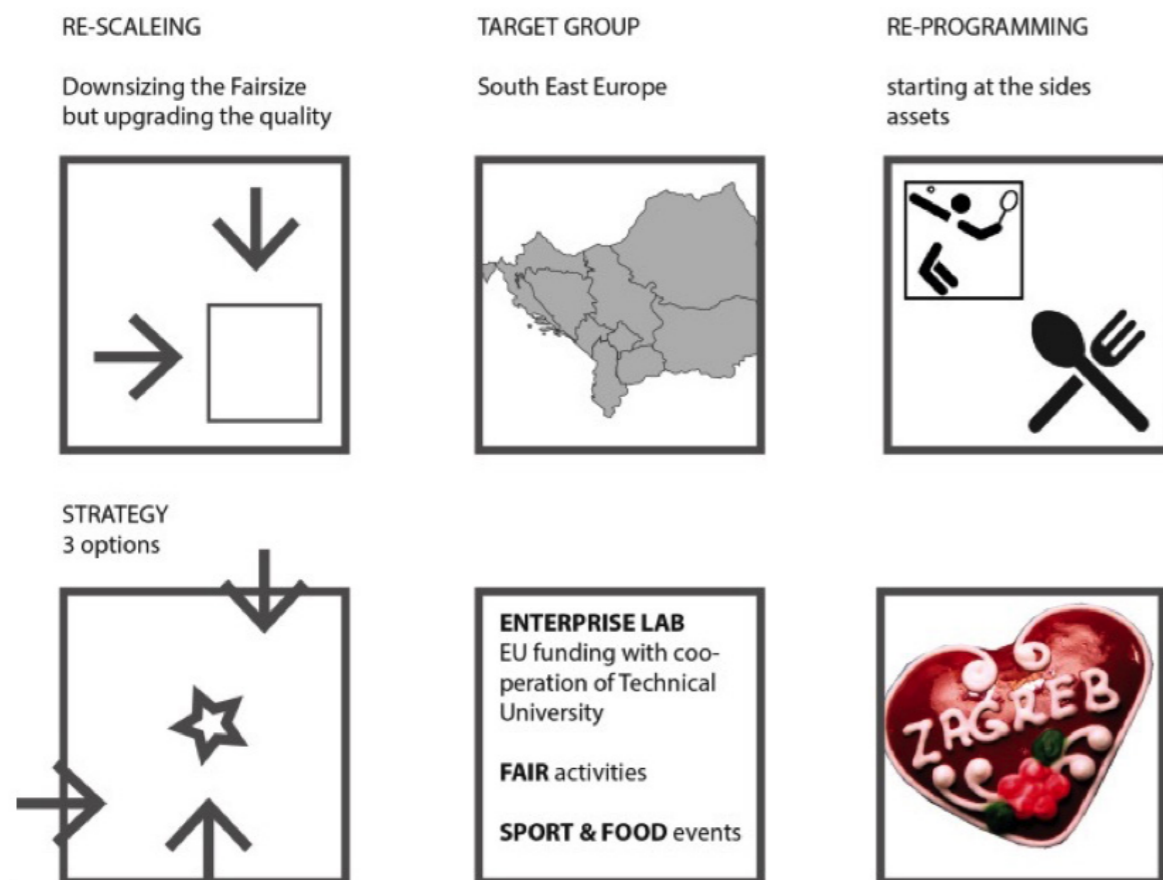 RE-SCALEING
Downsizing the Fairsize
but upgrading the quality
TARGET GROUP
South East Europe
RE-PROGRAMMING
starting at the sides
assets
STRATEGY
3 options
ENTERPRISE LAB
EU funding with coo-
peration of Technical
University
FAIR activities
SPORT & FOOD events
ZAGREB